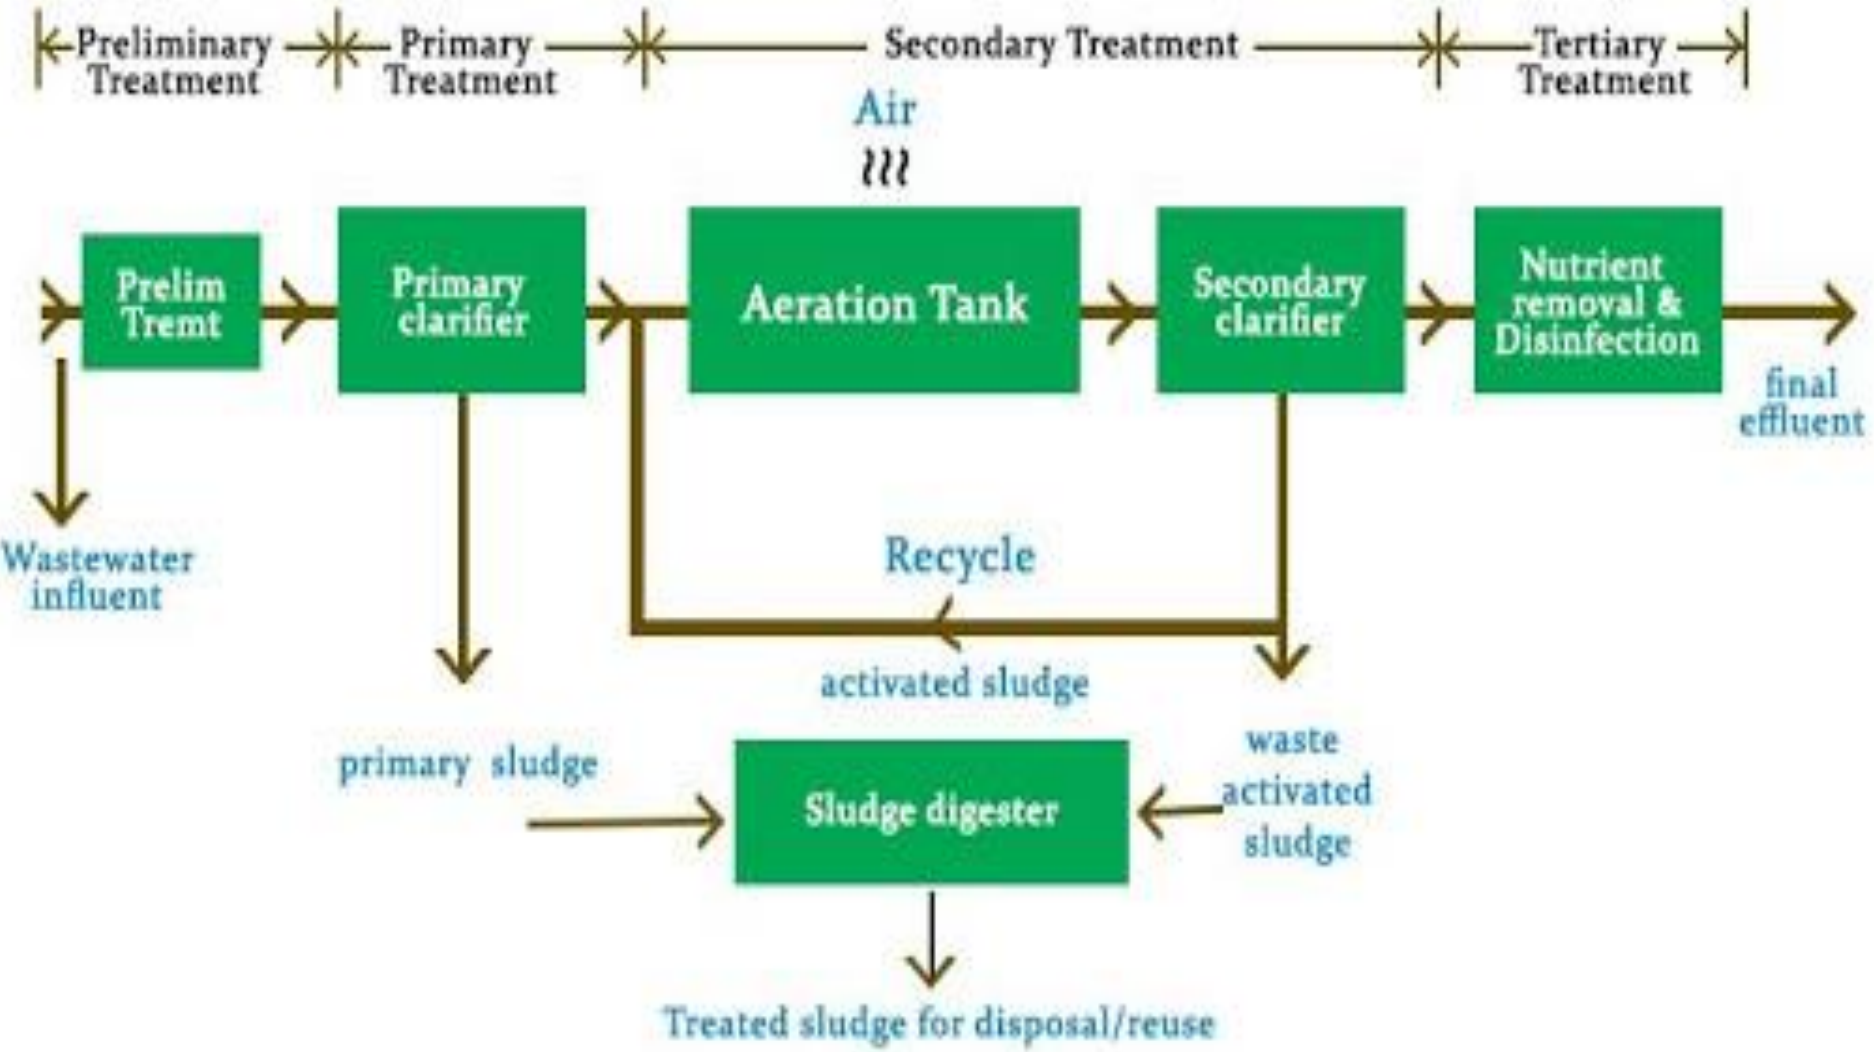 Preliminary
Treatment
Primary
Treatment
Secondary Treatment
Tertiary
Treatment
Air
Prelim
Tremt
Primary
clarifier
Aeration Tank
Secondary
clarifier
Nutrient
removal &
Disinfection
final
effluent
Wastewater
influent
Recycle
activated sludge
primary sludge
Sludge digester
waste
activated
sludge
Treated sludge for disposal/reuse